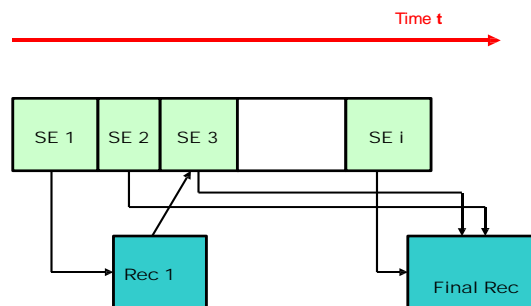 Time t
SE 1
SE 2
SE 3
SE i
Rec 1
Final Rec